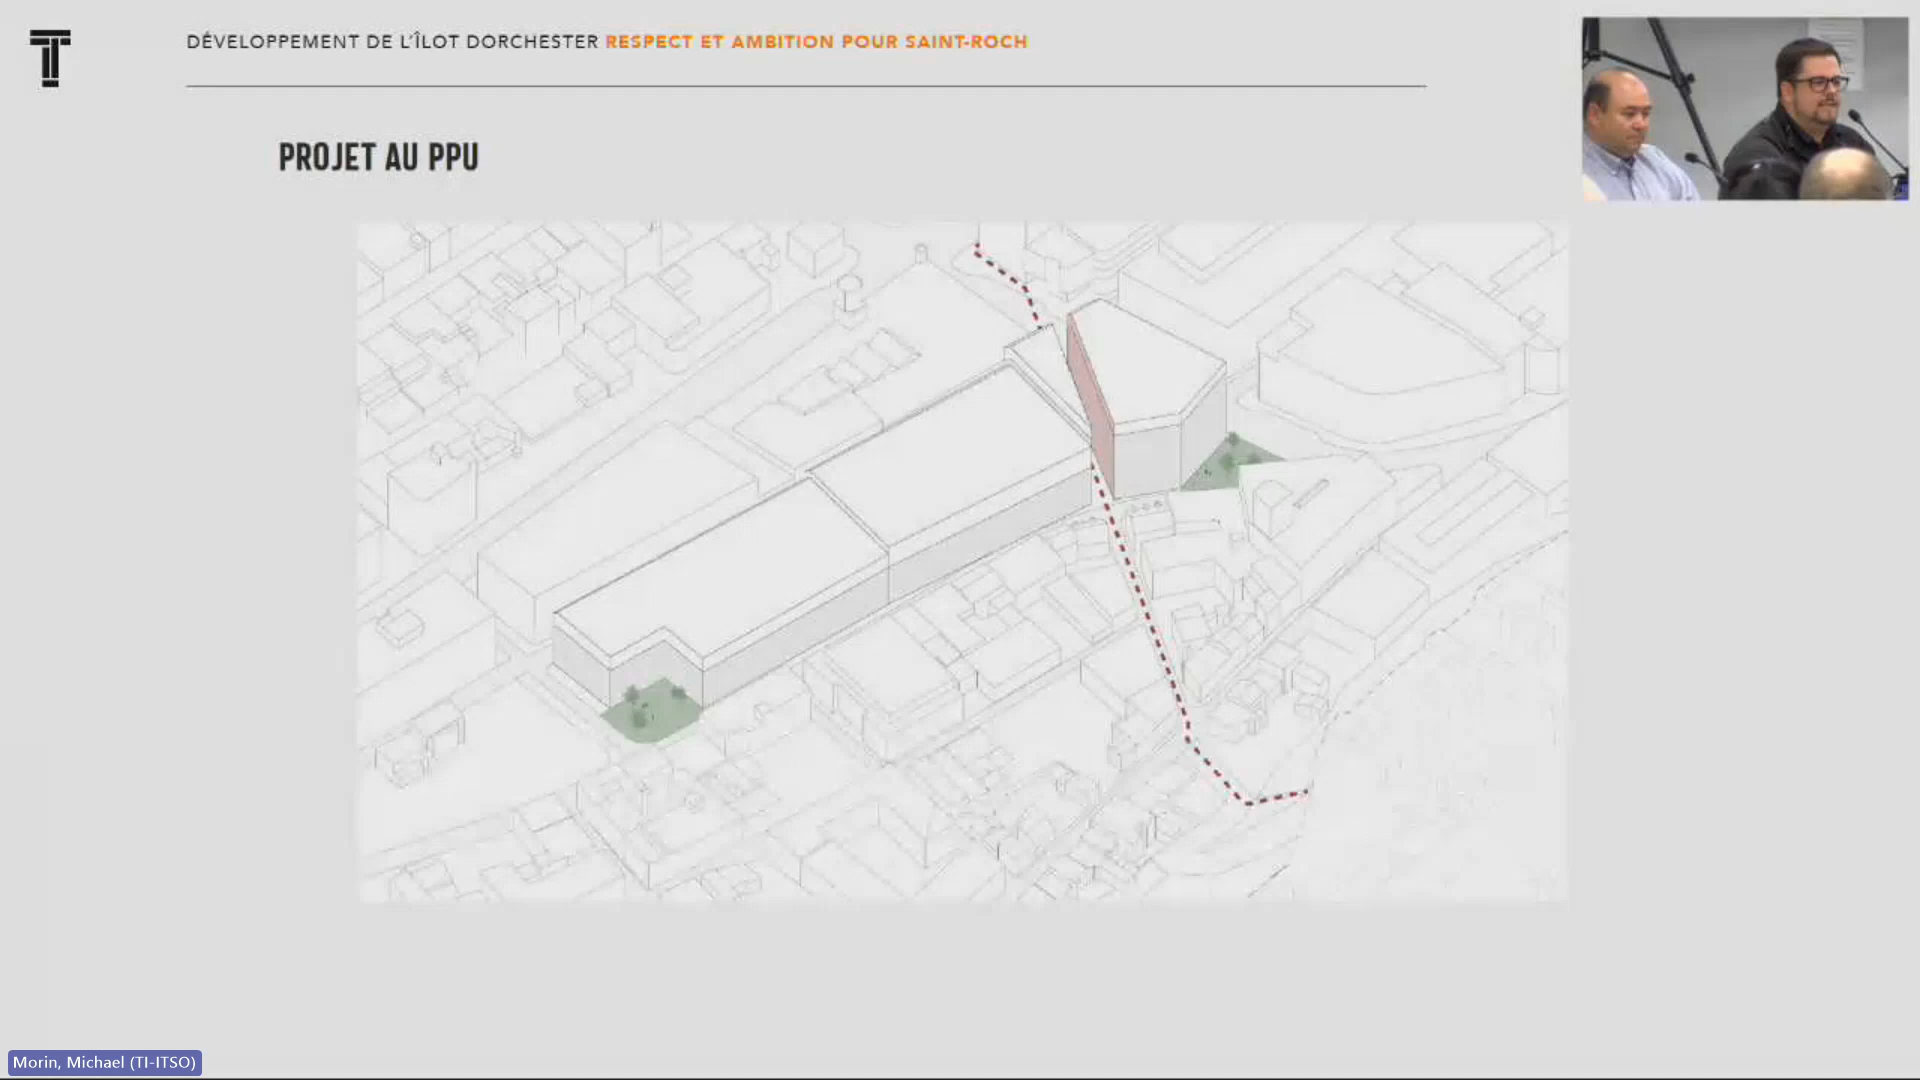 DÉVELOPPEMENT DE L'ÎLOT DORCHESTER RESPECT ET AMBITION POUR SAINT-ROCH
PROJET AU PPU
Morin, Michael (TI-ITSO)